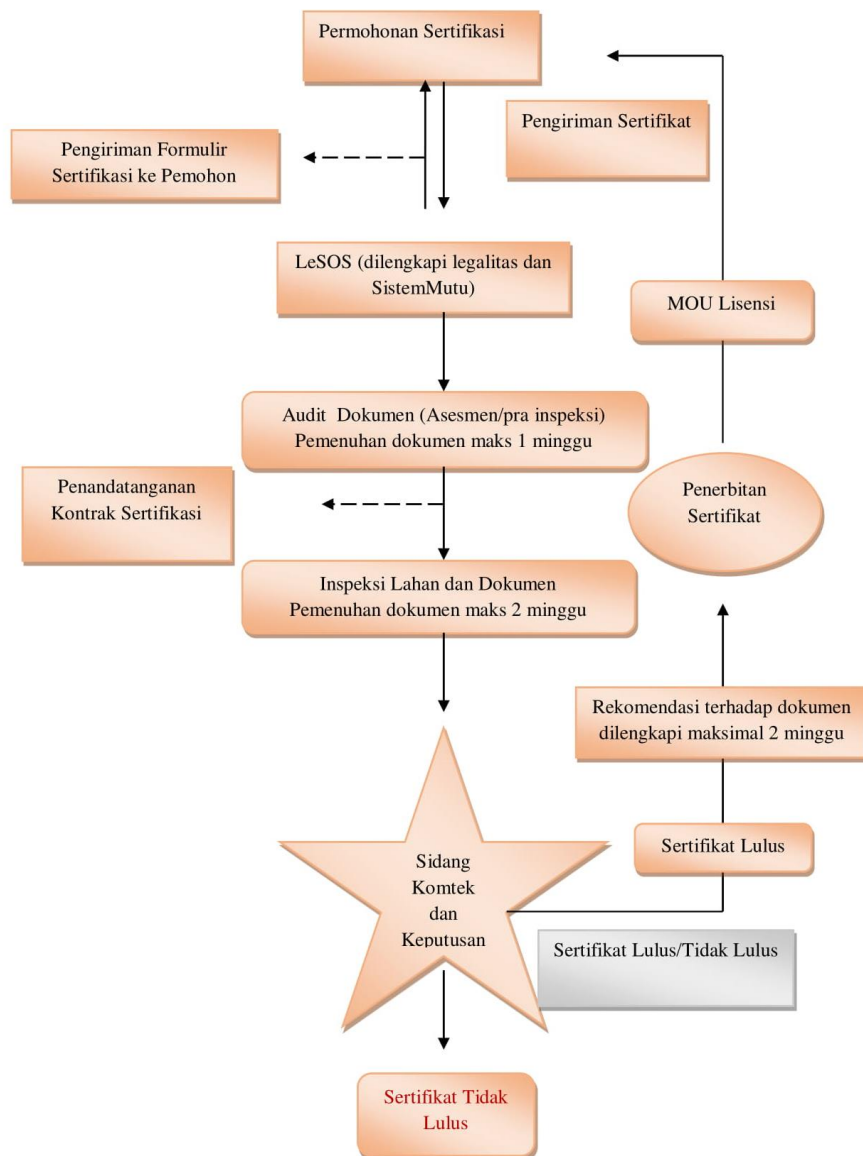 Permohonan Sertifikasi
Pengiriman Sertifikat
Pengiriman Formulir
Sertifikasi ke Pemohon
LeSOS (dilengkapi legalitas dan
SistemMutu)
MOU Lisensi
Audit Dokumen (Asesmen/pra inspeksi)
Pemenuhan dokumen maks 1 minggu
Penandatanganan
Kontrak Sertifikasi
Penerbitan
Sertifikat
Inspeksi Lahan dan Dokumen
Pemenuhan dokumen maks 2 minggu
Rekomendasi terhadap dokumen
dilengkapi maksimal 2 minggu
Sertifikat Lulus
Sidang
Komtek
dan
Keputusan
Sertifikat Lulus/Tidak Lulus
Sertifikat Tidak
Lulus